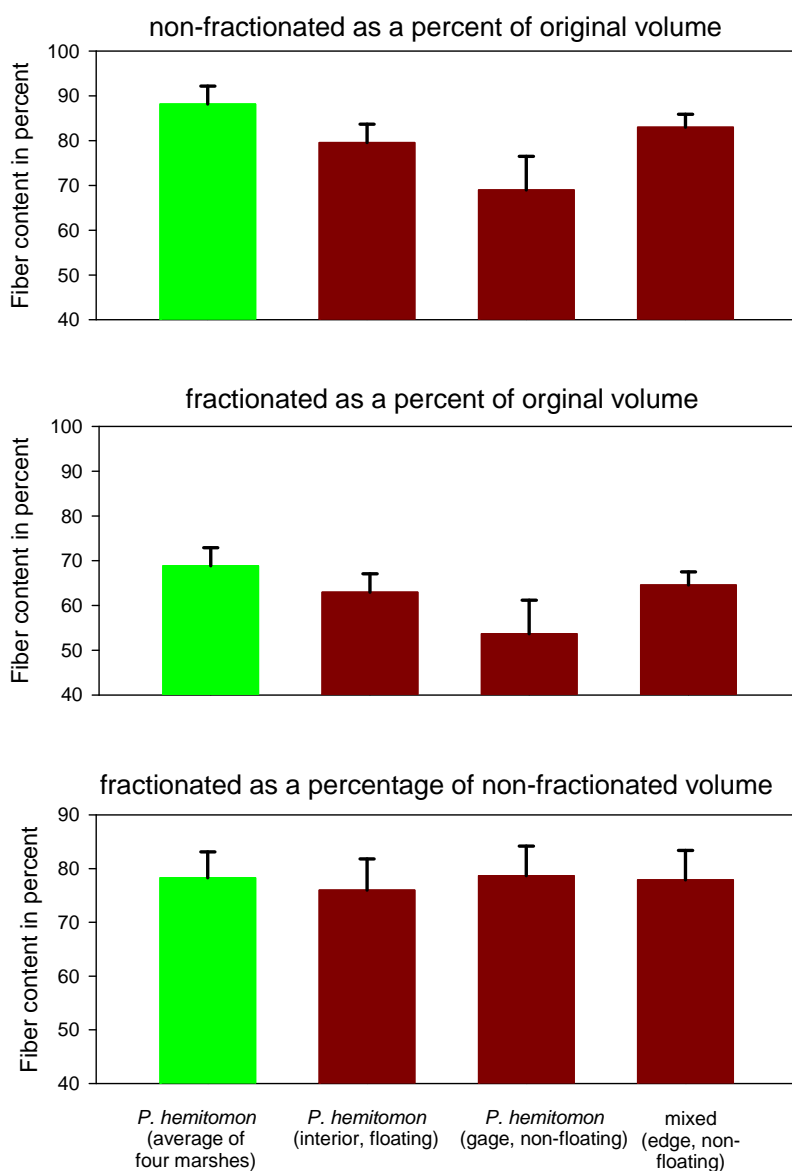 non-fractionated as a percent of original volume
Fiber content in percent
100
90
80
70
60
50
40
fractionated as a percent of orginal volume
Fiber content in percent
100
90
80
70
60
50
40
fractionated as a percentage of non-fractionated volume
Fiber content in percent
90
80
70
60
50
40
P. hemitomon
(average of
four marshes)
P. hemitomon
(interior, floating)
P. hemitomon
(gage, non-floating)
mixed
(edge, non-
floating)